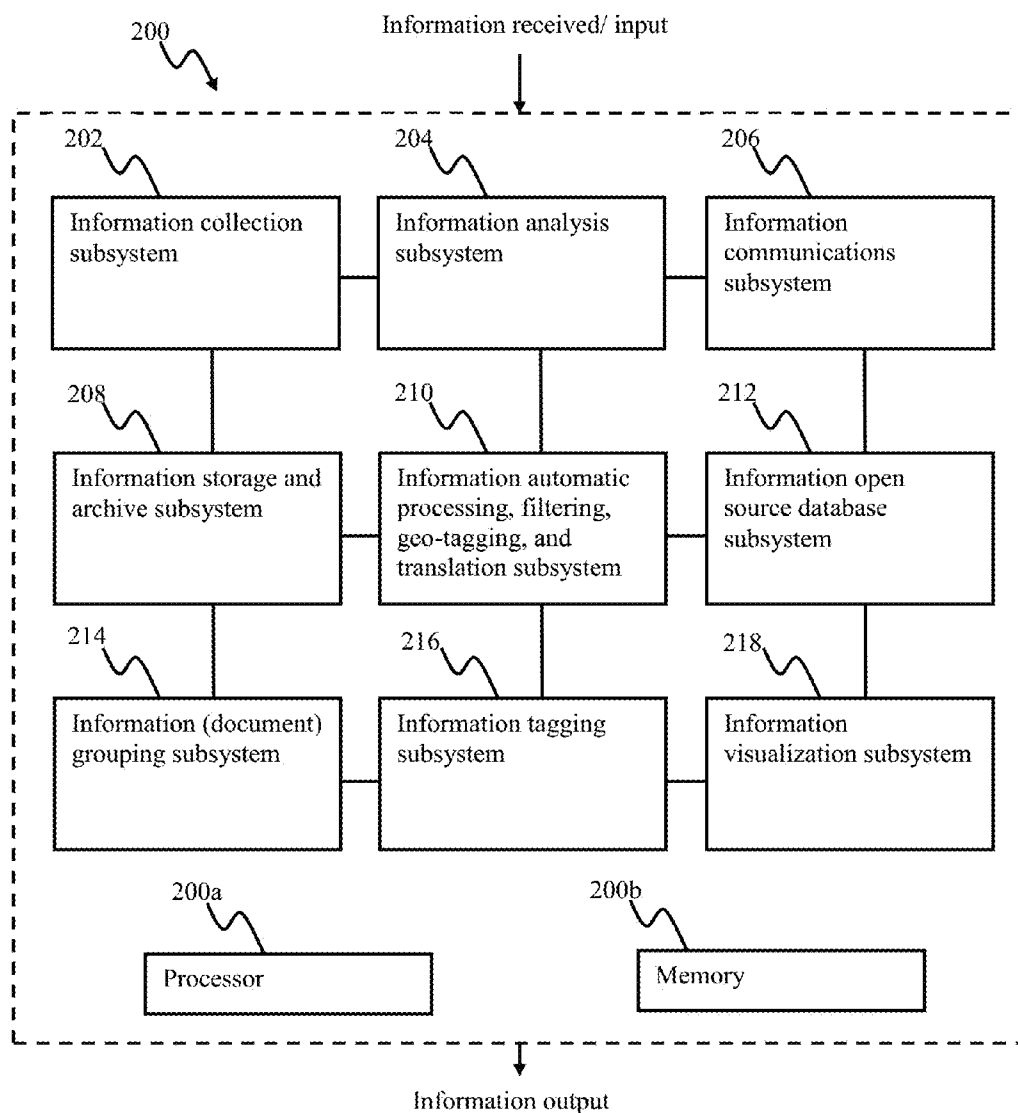 Information received/ input
200
202
204
206
Information collection
subsystem
Information analysis
subsystem
Information
communications
subsystem
208
210
212
Information storage and
archive subsystem
Information automatic
processing, filtering,
geo-tagging, and
translation subsystem
Information open
source database
subsystem
214
216
218
Information (document)
grouping subsystem
Information tagging
subsystem
Information
visualization subsystem
200a
200b
Processor
Memory
Information output